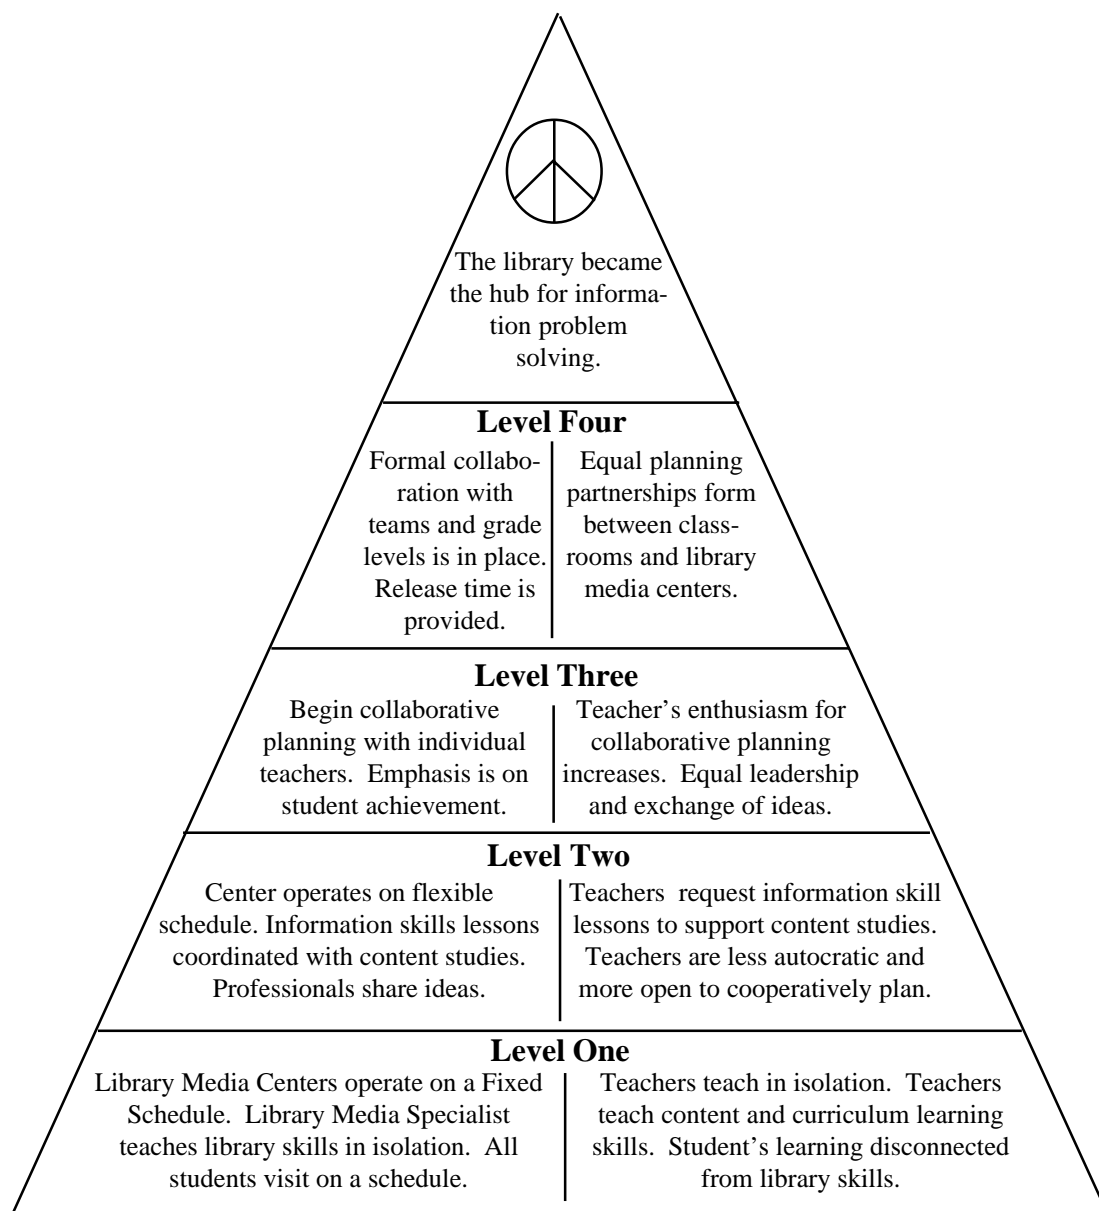 The library became
the hub for informa-
tion problem
solving.
Level Four
Formal collabo-
ration with
teams and grade
levels is in place.
Release time is
provided.
Equal planning
partnerships form
between class-
rooms and library
media centers.
Level Three
Begin collaborative
planning with individual
teachers.  Emphasis is on
student achievement.
Teacher’s enthusiasm for
collaborative planning
increases.  Equal leadership
and exchange of ideas.
Level Two
Center operates on flexible
schedule. Information skills lessons
coordinated with content studies.
Professionals share ideas.
Teachers  request information skill
lessons to support content studies.
Teachers are less autocratic and
more open to cooperatively plan.
Level One
Library Media Centers operate on a Fixed
Schedule.  Library Media Specialist
teaches library skills in isolation.  All
students visit on a schedule.
Teachers teach in isolation.  Teachers
teach content and curriculum learning
skills.  Student’s learning disconnected
from library skills.